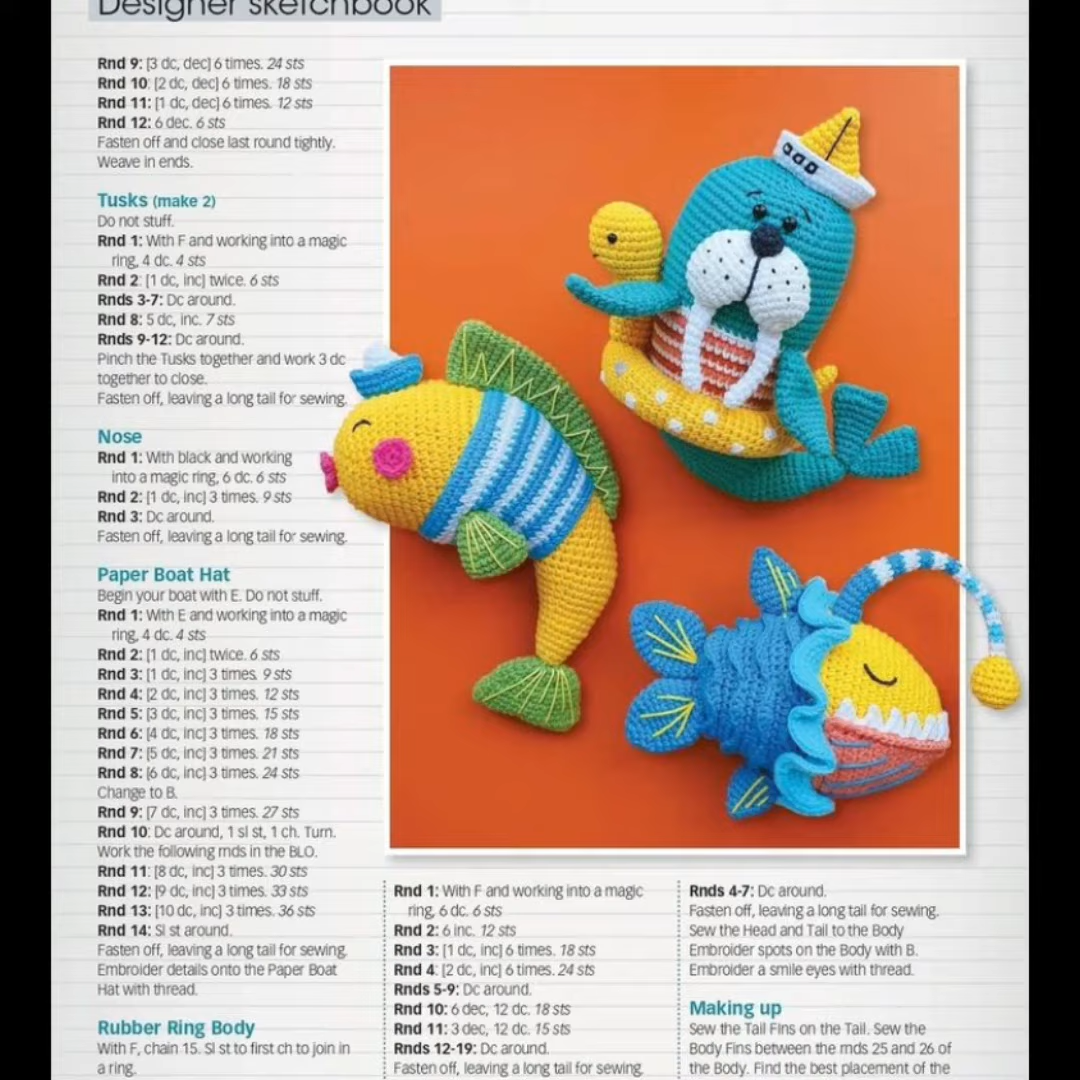 Designer sketchbook
Rnd 9: [3 dc, dec] 6 times. 24 sts
Rnd 10: [2 dc, dec] 6 times. 18 sts
Rnd 11: [1 dc, dec] 6 times. 12 sts
Rnd 12: 6 dec. 6 sts
Fasten off and close last round tightly.
Weave in ends.
Tusks (make 2)
Do not stuff.
Rnd 1: With F and working into a magic
ring, 4 dc. 4 sts
Rnd 2: [1 dc, inc] twice. 6 sts
Rnds 3-7: Dc around.
Rnd 8: 5 dc, inc. 7 sts
Rnds 9-12: Dc around.
Pinch the Tusks together and work 3 dc
together to close.
Fasten off, leaving a long tail for sewing.
Nose
Rnd 1: With black and working
into a magic ring, 6 dc. 6 sts
Rnd 2: [1 dc, inc] 3 times. 9 sts
Rnd 3: Dc around.
Fasten off, leaving a long tail for sewing.
Paper Boat Hat
Begin your boat with E. Do not stuff.
Rnd 1: With E and working into a magic
ring, 4 dc. 4 sts
Rnd 2: [1 dc, inc] twice. 6 sts
Rnd 3: [1 dc, inc] 3 times. 9 sts
Rnd 4: [2 dc, inc] 3 times. 12 sts
Rnd 5: [3 dc, inc] 3 times. 15 sts
Rnd 6: [4 dc, inc] 3 times. 18 sts
Rnd 7: [5 dc, inc] 3 times. 21 sts
Rnd 8: [6 dc, inc] 3 times. 24 sts
Change to B.
Rnd 9: [7 dc, inc] 3 times. 27 sts
Rnd 10: Dc around, 1 sl st, 1 ch. Turn.
Work the following rnds in the BLO.
Rnd 11: [8 dc, inc] 3 times. 30 sts
Rnd 12: [9 dc, inc] 3 times. 33 sts
Rnd 13: [10 dc, inc] 3 times. 36 sts
Rnd 14: Sl st around.
Fasten off, leaving a long tail for sewing.
Embroider details onto the Paper Boat
Hat with thread.
Rubber Ring Body
With F, chain 15. Sl st to first ch to join in
a ring.
Rnd 1: With F and working into a magic
ring, 6 dc. 6 sts
Rnd 2: 6 inc. 12 sts
Rnd 3: [1 dc, inc] 6 times. 18 sts
Rnd 4: [2 dc, inc] 6 times. 24 sts
Rnds 5-9: Dc around.
Rnd 10: 6 dec, 12 dc. 18 sts
Rnd 11: 3 dec, 12 dc. 15 sts
Rnds 12-19: Dc around.
Fasten off, leaving a long tail for sewing.
Rnds 4-7: Dc around.
Fasten off, leaving a long tail for sewing.
Sew the Head and Tail to the Body
Embroider spots on the Body with B.
Embroider a smile eyes with thread.
Making up
Sew the Tail Fins on the Tail. Sew the
Body Fins between the rnds 25 and 26 of
the Body. Find the best placement of the